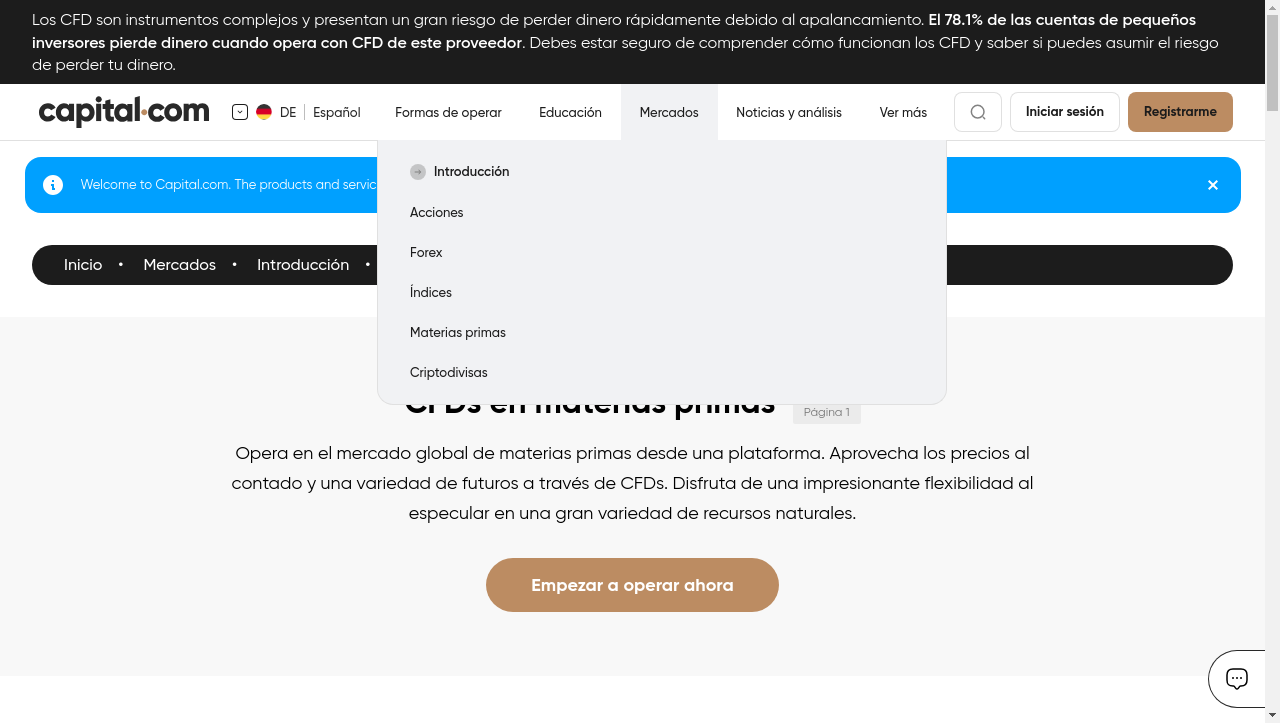 Los CFD son instrumentos complejos y presentan un gran riesgo de perder dinero rápidamente debido al apalancamiento. El 78.1% de las cuentas de pequeños
inversores pierde dinero cuando opera con CFD de este proveedor. Debes estar seguro de comprender cómo funcionan los CFD y saber si puedes asumir el riesgo
de perder tu dinero.
capital.com DE Español Formas de operar Educación Mercados Noticias y análisis Ver más Iniciar sesión Registrarme
Introducción
Welcome to Capital.com. The products and servic
Acciones
Forex
Inicio • Mercados • Introducción •
Índices
Materias primas
Criptodivisas
CFDs en materias primas Página 1
Opera en el mercado global de materias primas desde una plataforma. Aprovecha los precios al
contado y una variedad de futuros a través de CFDs. Disfruta de una impresionante flexibilidad al
especular en una gran variedad de recursos naturales.
Empezar a operar ahora